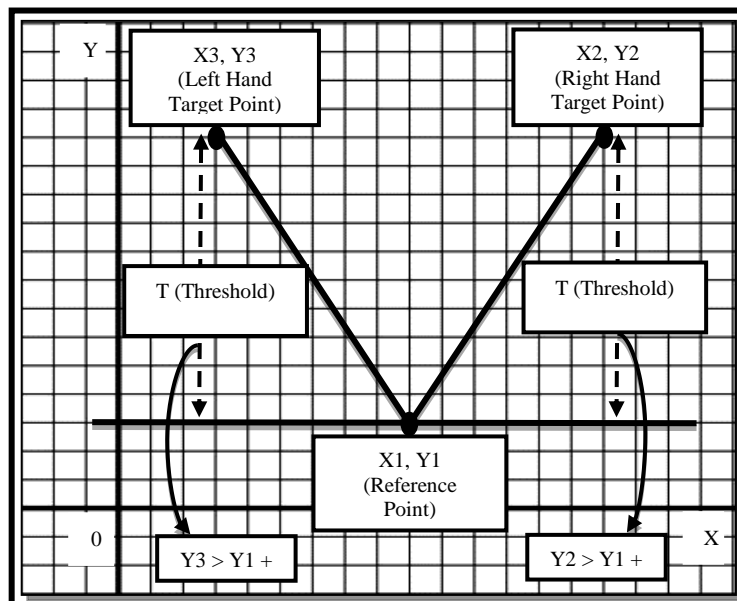 Y
X3, Y3
(Left Hand
Target Point)
X2, Y2
(Right Hand
Target Point)
T (Threshold)
T (Threshold)
X1, Y1
(Reference
Point)
0
X
Y3 > Y1 +
Y2 > Y1 +